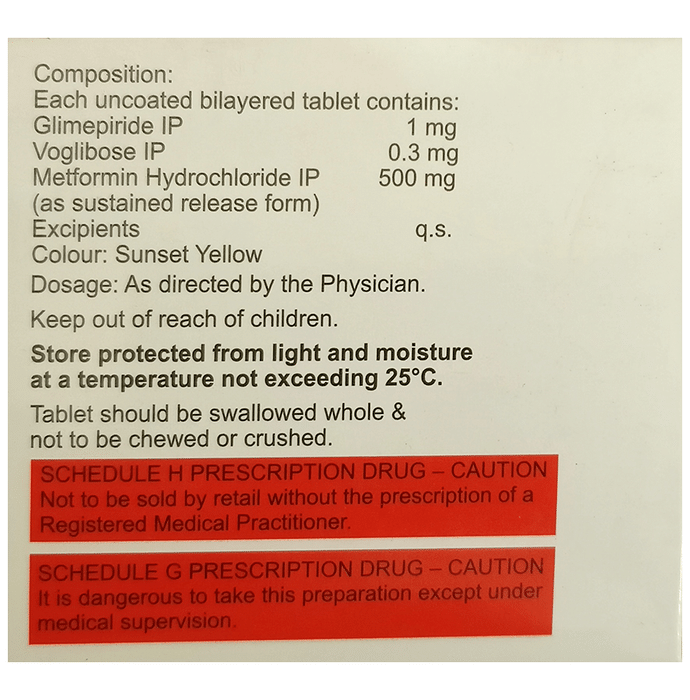 Composition:
Each uncoated bilayered tablet contains:
Glimepiride IP 1 mg
Voglibose IP 0.3 mg
Metformin Hydrochloride IP 500 mg
(as sustained release form)
Excipients q.s.
Colour: Sunset Yellow
Dosage: As directed by the Physician.
Keep out of reach of children.
Store protected from light and moisture
at a temperature not exceeding 25°C.
Tablet should be swallowed whole &
not to be chewed or crushed.
SCHEDULE H PRESCRIPTION DRUG – CAUTION
Not to be sold by retail without the prescription of a
Registered Medical Practitioner.
SCHEDULE G PRESCRIPTION DRUG – CAUTION
It is dangerous to take this preparation except under
medical supervision.